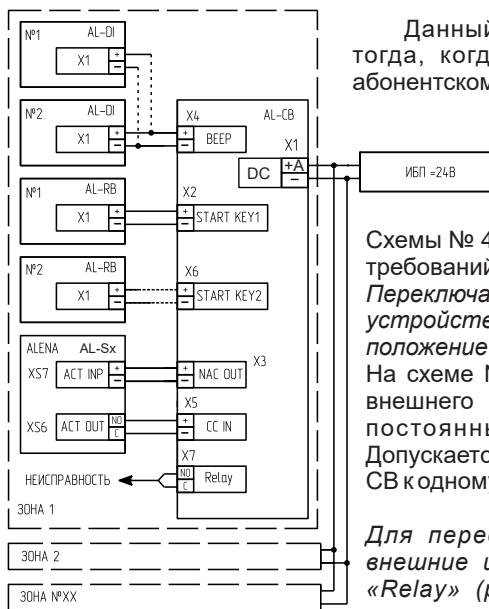 №1 AL-DI
X1 + −
№2 AL-DI
X1 + −
№1 AL-RB
X1 + −
№2 AL-RB
X1 + −
ALENA AL-Sx
XS7 ACT INP + −
XS6 ACT OUT NO C
НЕИСПРАВНОСТЬ
ЗОНА 1
X4 AL-CB
+ − BEEP
X1
DC +A −
X2
+ − START KEY1
X6
+ − START KEY2
X3
+ − NAC OUT
X5
+ − CC IN
X7
NO C Relay
ИБП =24В
ЗОНА 2
ЗОНА №XX
Данный
тогда, когд
абонентском
Схемы № 4
требований
Переключа
устройстве
положение
На схеме №
внешнего
постоянны
Допускаетс
СВ к одному
Для перес
внешние и
«Relay» (р